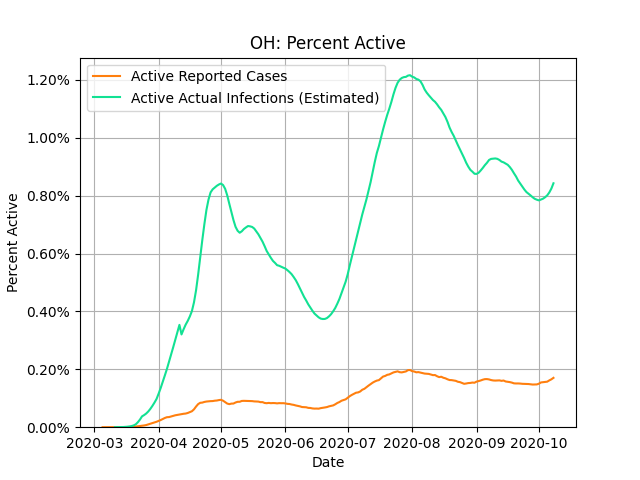 OH: Percent Active
Active Reported Cases
Active Actual Infections (Estimated)
Percent Active
1.20%
1.00%
0.80%
0.60%
0.40%
0.20%
0.00%
2020-03 2020-04 2020-05 2020-06 2020-07 2020-08 2020-09 2020-10
Date